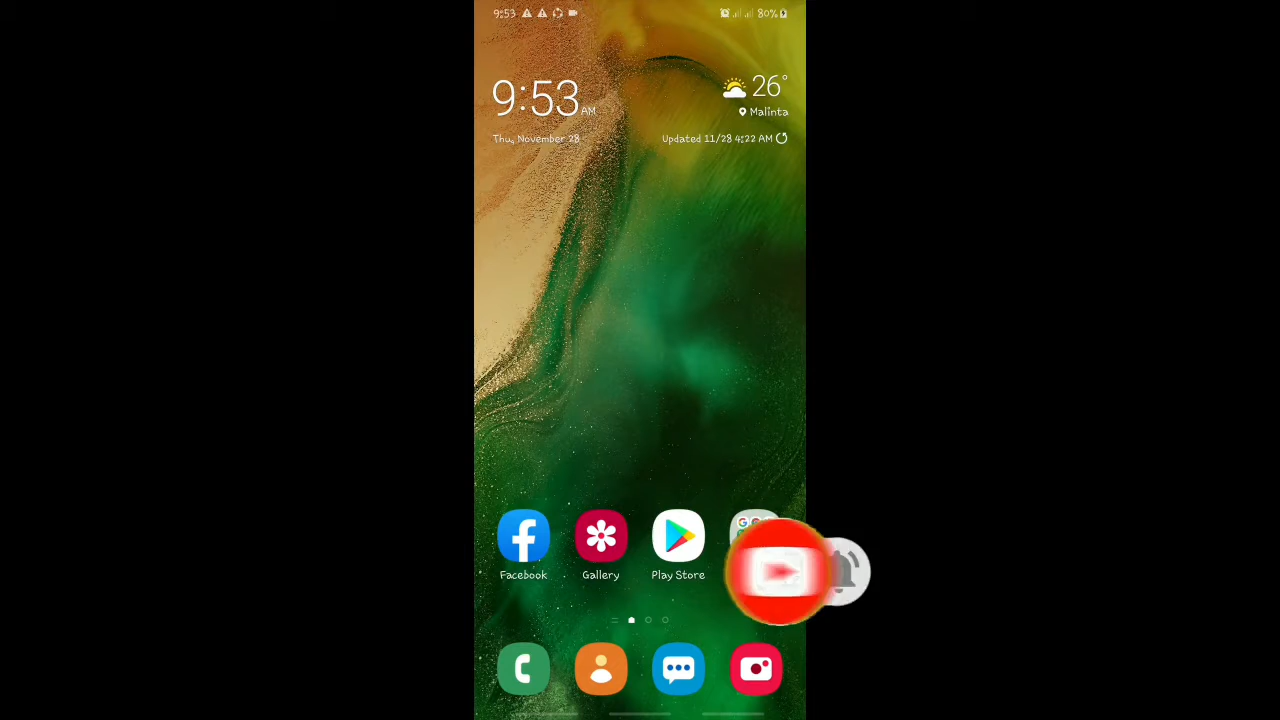 9:53 80%
9:53 AM 26°
Malinta
Thu, November 28 Updated 11/28 4:22 AM
Facebook Gallery Play Store